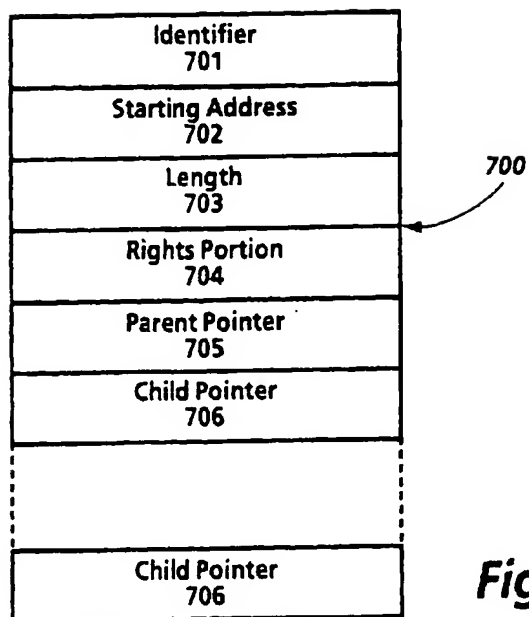 Identifier
701
Starting Address
702
Length
703
700
Rights Portion
704
Parent Pointer
705
Child Pointer
706
Child Pointer
706
Fig